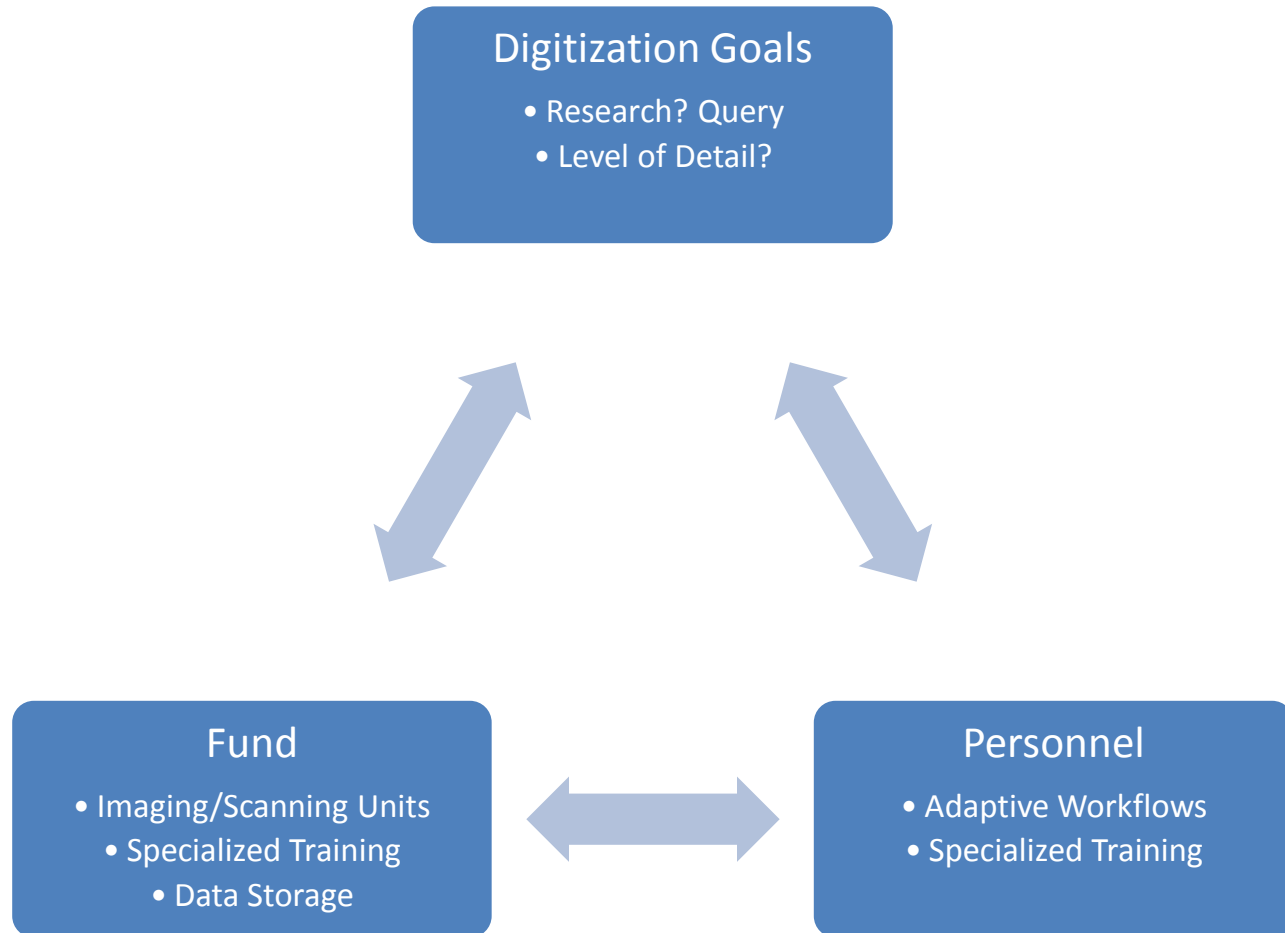 Digitization Goals
• Research? Query
• Level of Detail?
Fund
• Imaging/Scanning Units
• Specialized Training
• Data Storage
Personnel
• Adaptive Workflows
• Specialized Training